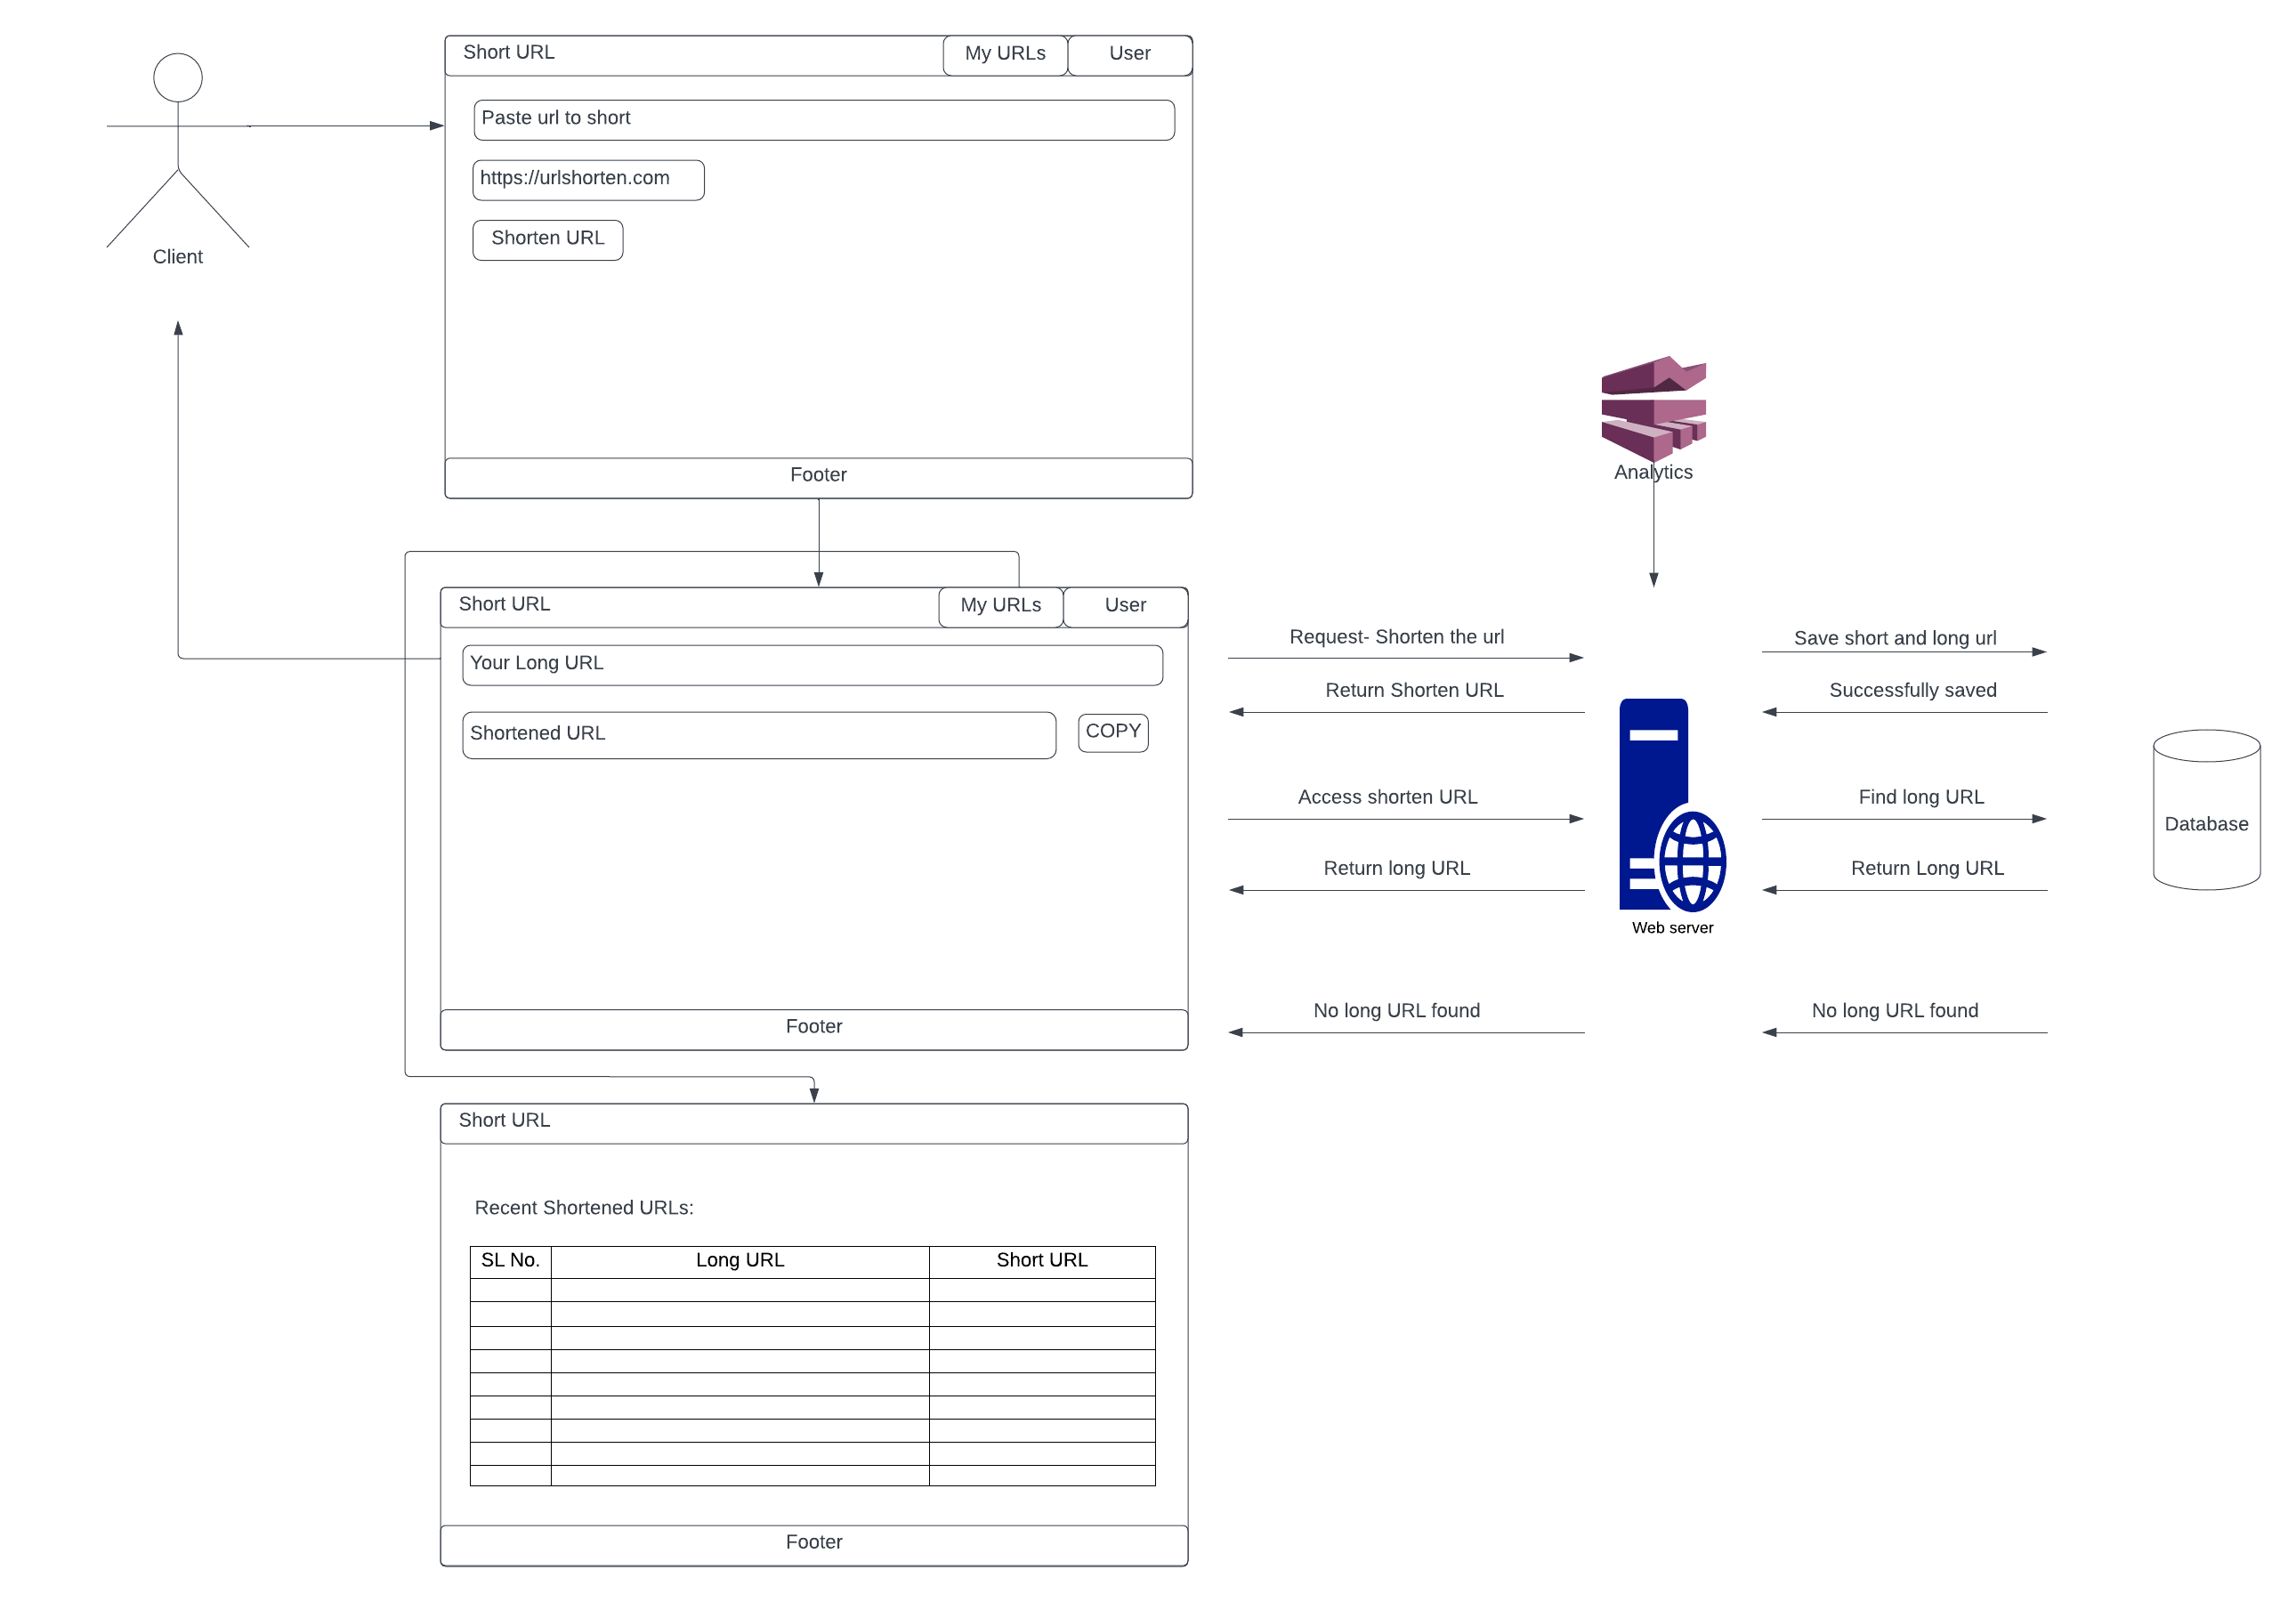 Short URL
My URLs
User
Paste url to short
https://urlshorten.com
Shorten URL
Client
Footer
Analytics
Short URL
My URLs
User
Your Long URL
Shortened URL
COPY
Footer
Request- Shorten the url
Return Shorten URL
Access shorten URL
Return long URL
No long URL found
Web server
Save short and long url
Successfully saved
Find long URL
Return Long URL
No long URL found
Database
Short URL
Recent Shortened URLs:
SL No.
Long URL
Short URL
Footer